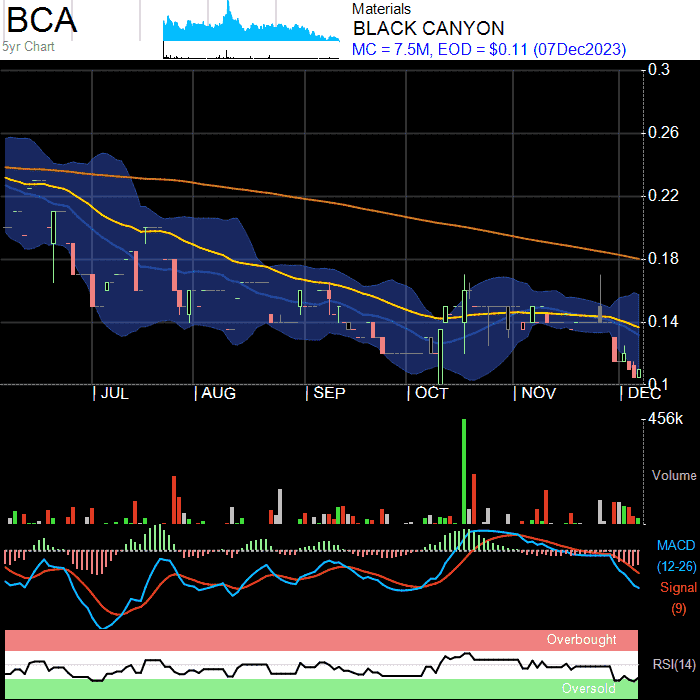 BCA
5yr Chart
Materials
BLACK CANYON
MC = 7.5M, EOD = $0.11 (07Dec2023)
0.3
0.26
0.22
0.18
0.14
0.1
JUL
AUG
SEP
OCT
NOV
DEC
456k
Volume
MACD
(12-26)
Signal
(9)
Overbought
RSI(14)
Oversold